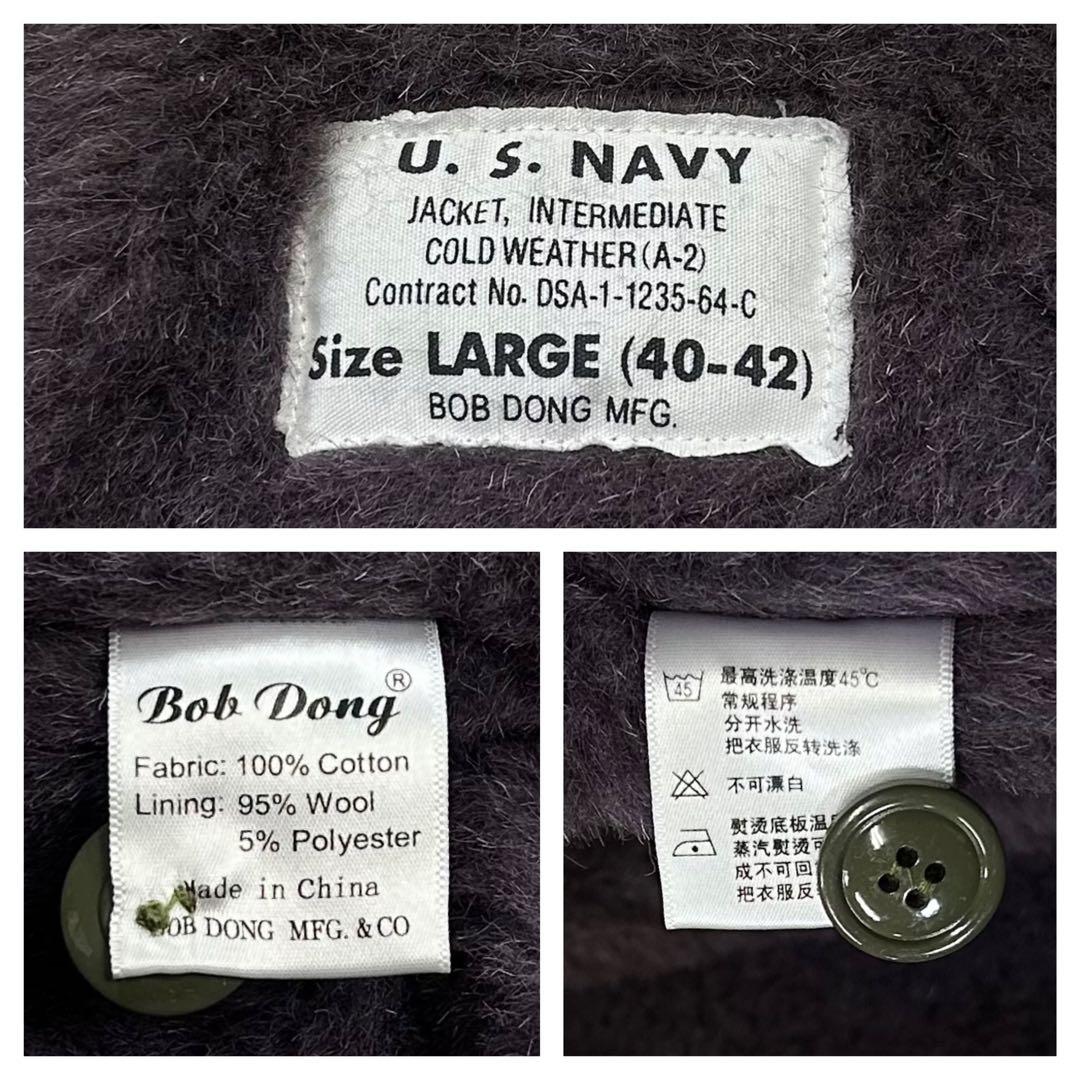 U. S. NAVY
JACKET, INTERMEDIATE
COLD WEATHER (A-2)
Contract No. DSA-1-1235-64-C
Size LARGE (40-42)
BOB DONG MFG.
Bob Dong®
Fabric: 100% Cotton
Lining: 95% Wool
5% Polyester
Made in China
BOB DONG MFG. & CO
45
最高洗涤温度45℃
常规程序
分开水洗
把衣服反转洗涤
不可漂白
熨烫底板温
蒸汽熨烫可
成不可回
把衣服反